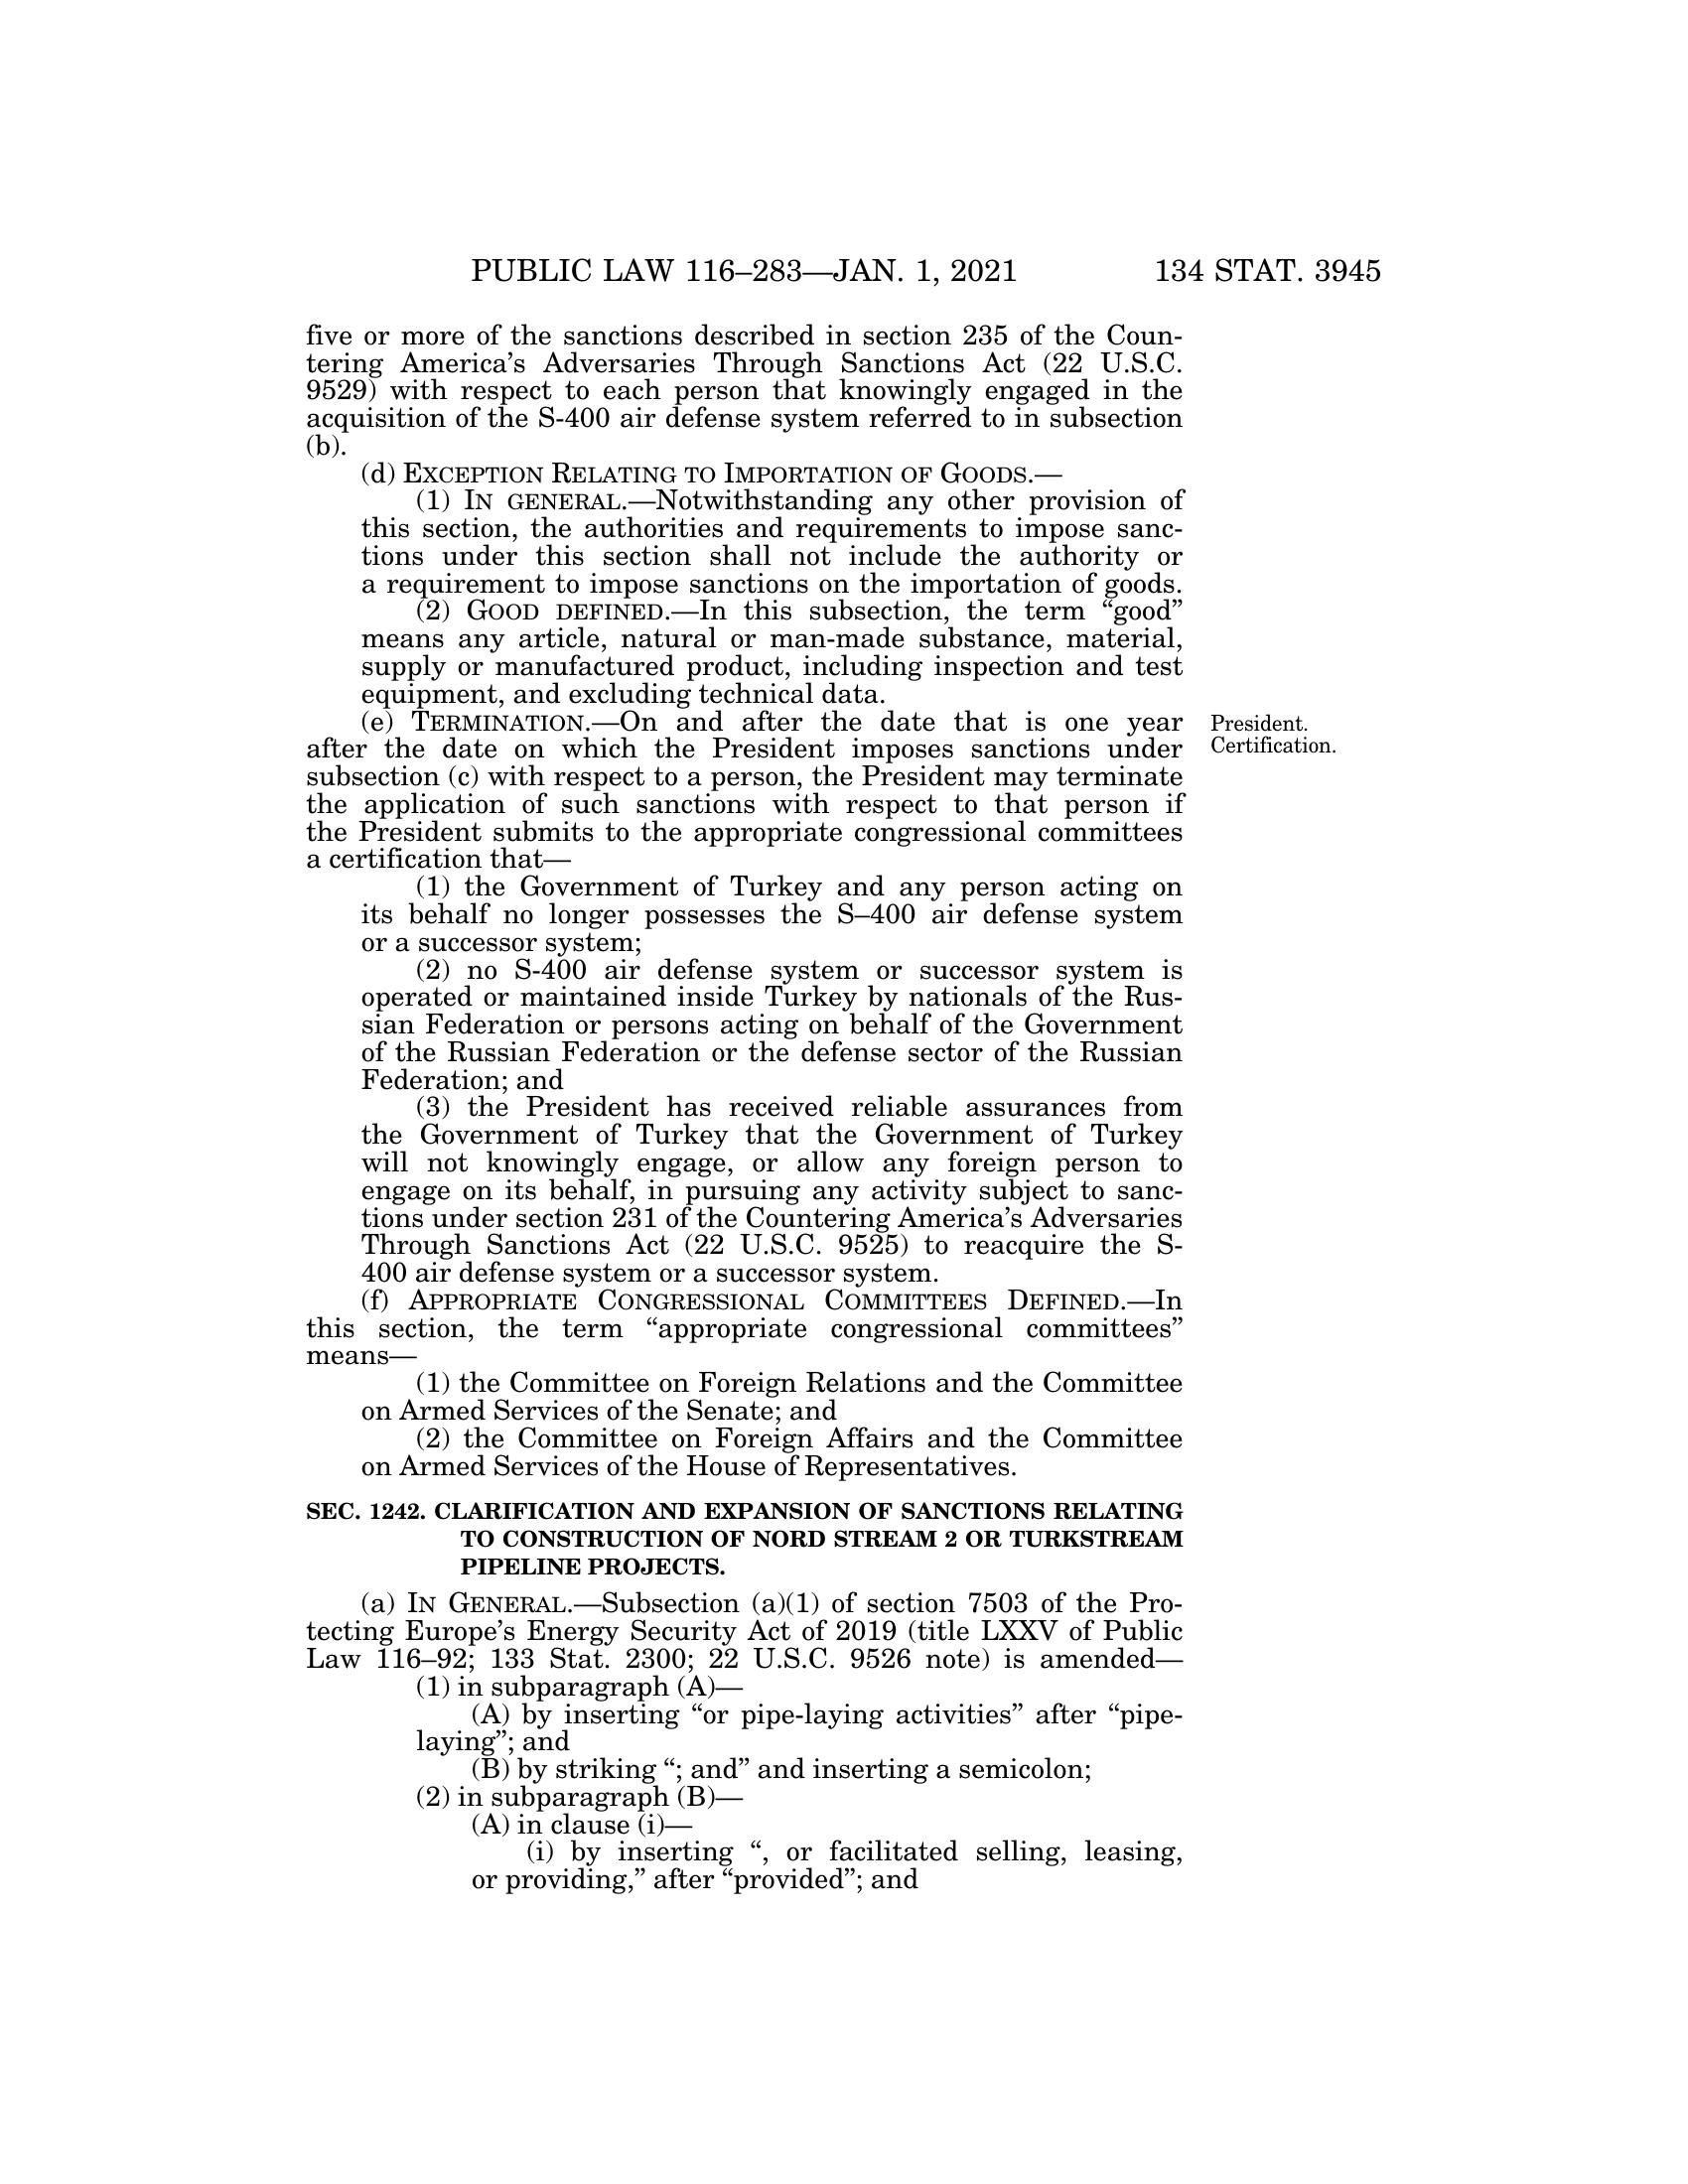 PUBLIC LAW 116–283—JAN. 1, 2021 134 STAT. 3945
five or more of the sanctions described in section 235 of the Coun-
tering America’s Adversaries Through Sanctions Act (22 U.S.C.
9529) with respect to each person that knowingly engaged in the
acquisition of the S-400 air defense system referred to in subsection
(b).
(d) EXCEPTION RELATING TO IMPORTATION OF GOODS.—
(1) IN GENERAL.—Notwithstanding any other provision of
this section, the authorities and requirements to impose sanc-
tions under this section shall not include the authority or
a requirement to impose sanctions on the importation of goods.
(2) GOOD DEFINED.—In this subsection, the term “good”
means any article, natural or man-made substance, material,
supply or manufactured product, including inspection and test
equipment, and excluding technical data.
(e) TERMINATION.—On and after the date that is one year
after the date on which the President imposes sanctions under
subsection (c) with respect to a person, the President may terminate
the application of such sanctions with respect to that person if
the President submits to the appropriate congressional committees
a certification that—
President.
Certification.
(1) the Government of Turkey and any person acting on
its behalf no longer possesses the S–400 air defense system
or a successor system;
(2) no S-400 air defense system or successor system is
operated or maintained inside Turkey by nationals of the Rus-
sian Federation or persons acting on behalf of the Government
of the Russian Federation or the defense sector of the Russian
Federation; and
(3) the President has received reliable assurances from
the Government of Turkey that the Government of Turkey
will not knowingly engage, or allow any foreign person to
engage on its behalf, in pursuing any activity subject to sanc-
tions under section 231 of the Countering America’s Adversaries
Through Sanctions Act (22 U.S.C. 9525) to reacquire the S-
400 air defense system or a successor system.
(f) APPROPRIATE CONGRESSIONAL COMMITTEES DEFINED.—In
this section, the term “appropriate congressional committees”
means—
(1) the Committee on Foreign Relations and the Committee
on Armed Services of the Senate; and
(2) the Committee on Foreign Affairs and the Committee
on Armed Services of the House of Representatives.
SEC. 1242. CLARIFICATION AND EXPANSION OF SANCTIONS RELATING
TO CONSTRUCTION OF NORD STREAM 2 OR TURKSTREAM
PIPELINE PROJECTS.
(a) IN GENERAL.—Subsection (a)(1) of section 7503 of the Pro-
tecting Europe’s Energy Security Act of 2019 (title LXXV of Public
Law 116–92; 133 Stat. 2300; 22 U.S.C. 9526 note) is amended—
(1) in subparagraph (A)—
(A) by inserting “or pipe-laying activities” after “pipe-
laying”; and
(B) by striking “; and” and inserting a semicolon;
(2) in subparagraph (B)—
(A) in clause (i)—
(i) by inserting “, or facilitated selling, leasing,
or providing,” after “provided”; and